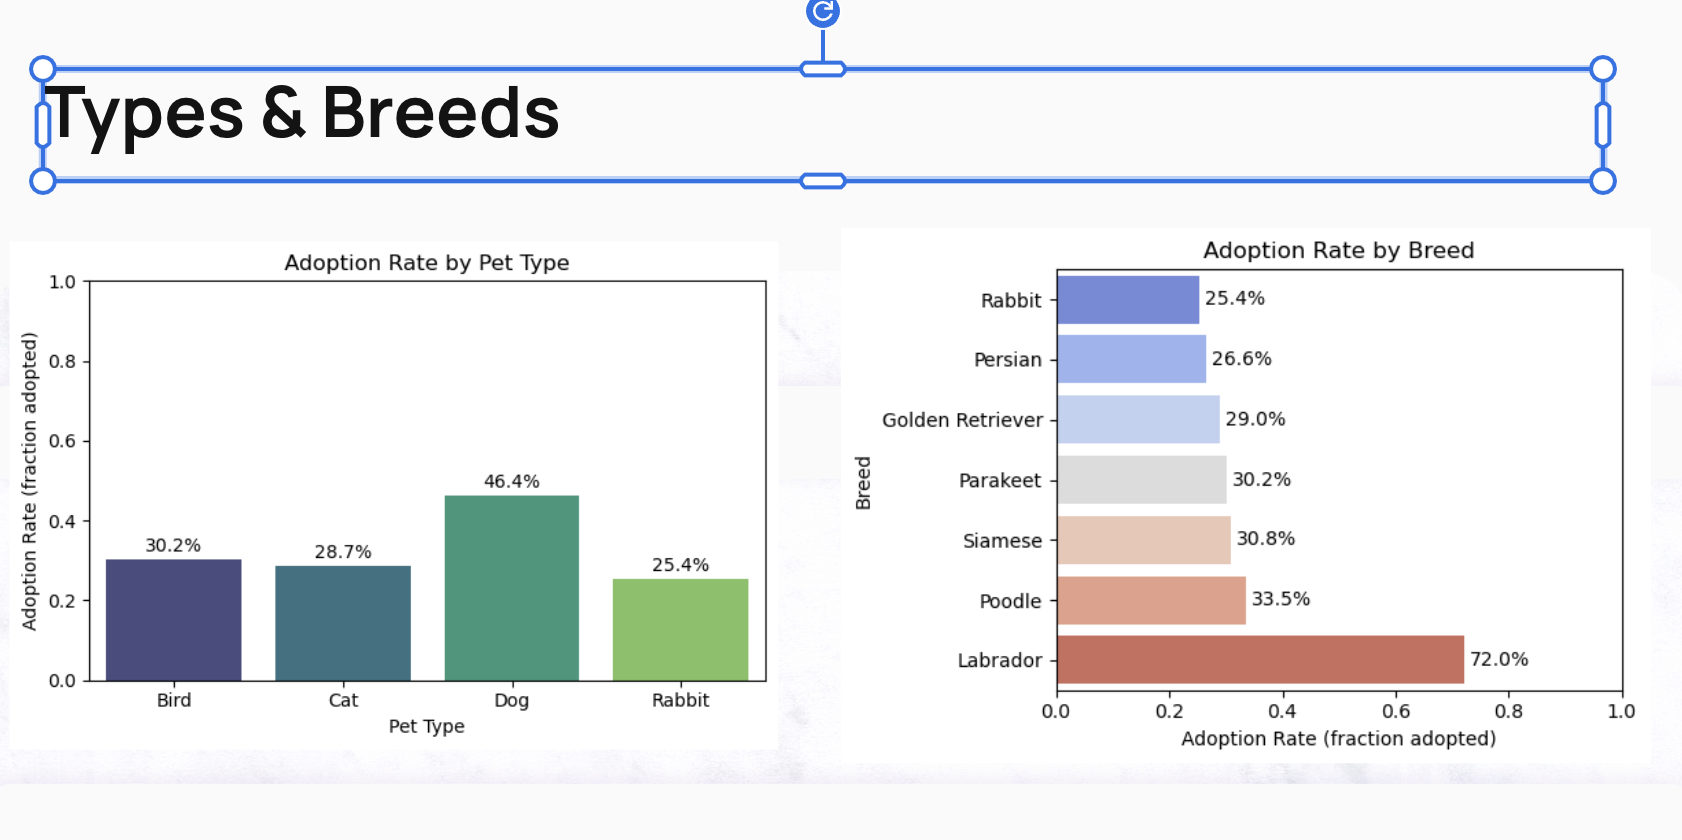 Types & Breeds
Adoption Rate by Pet Type
Adoption Rate (fraction adopted)
1.0
0.8
0.6
0.4
0.2
0.0
30.2%
28.7%
46.4%
25.4%
Bird
Cat
Dog
Rabbit
Pet Type
Adoption Rate by Breed
Breed
Rabbit 25.4%
Persian 26.6%
Golden Retriever 29.0%
Parakeet 30.2%
Siamese 30.8%
Poodle 33.5%
Labrador 72.0%
0.0 0.2 0.4 0.6 0.8 1.0
Adoption Rate (fraction adopted)